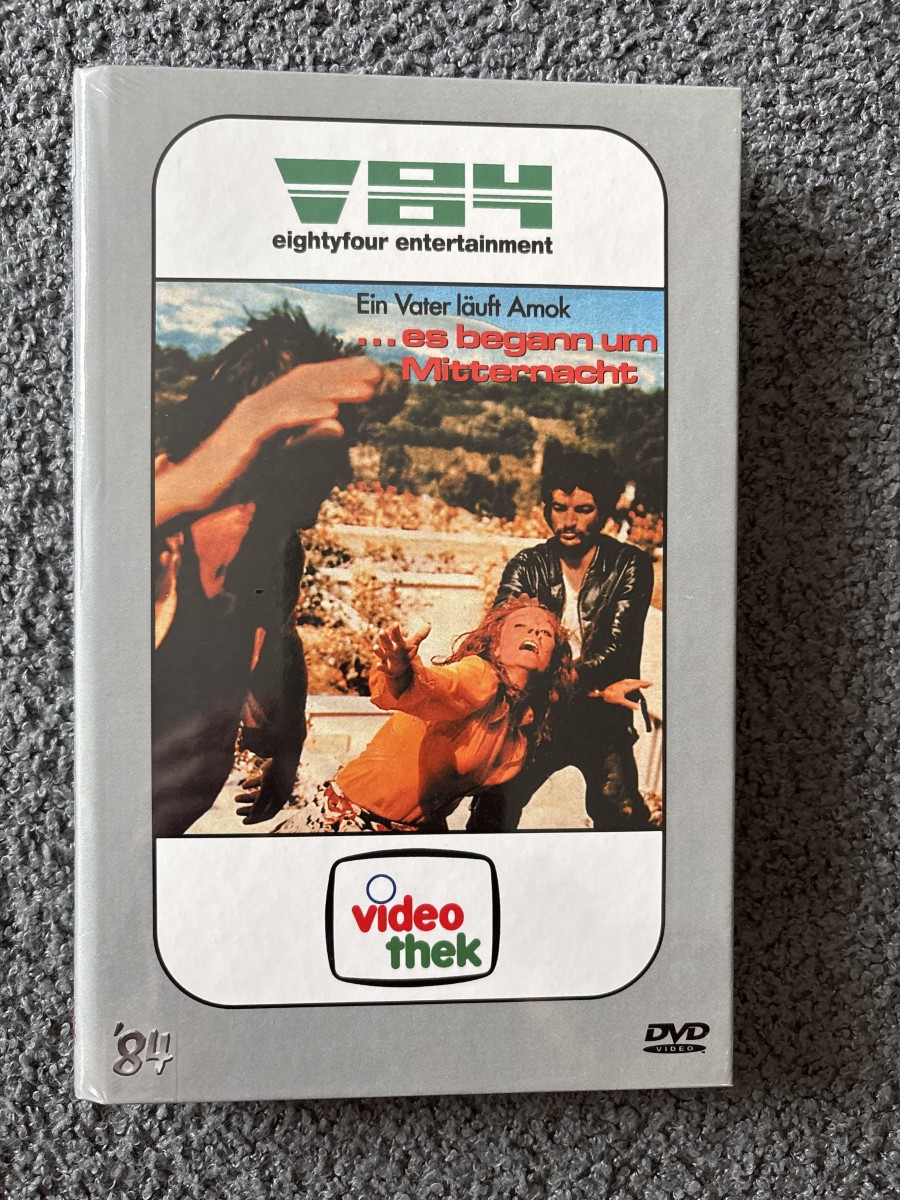 V84
eightyfour entertainment
Ein Vater läuft Amok
...es begann um
Mitternacht
video
thek
'84
DVD
VIDEO